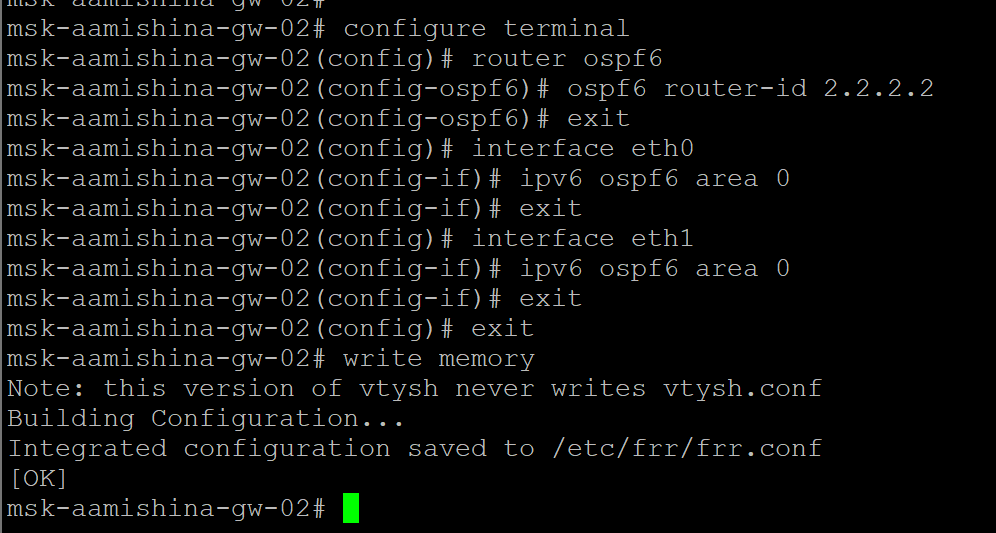 msk-aamishina-gw-02#
msk-aamishina-gw-02# configure terminal
msk-aamishina-gw-02(config)# router ospf6
msk-aamishina-gw-02(config-ospf6)# ospf6 router-id 2.2.2.2
msk-aamishina-gw-02(config-ospf6)# exit
msk-aamishina-gw-02(config)# interface eth0
msk-aamishina-gw-02(config-if)# ipv6 ospf6 area 0
msk-aamishina-gw-02(config-if)# exit
msk-aamishina-gw-02(config)# interface eth1
msk-aamishina-gw-02(config-if)# ipv6 ospf6 area 0
msk-aamishina-gw-02(config-if)# exit
msk-aamishina-gw-02(config)# exit
msk-aamishina-gw-02# write memory
Note: this version of vtysh never writes vtysh.conf
Building Configuration...
Integrated configuration saved to /etc/frr/frr.conf
[OK]
msk-aamishina-gw-02#